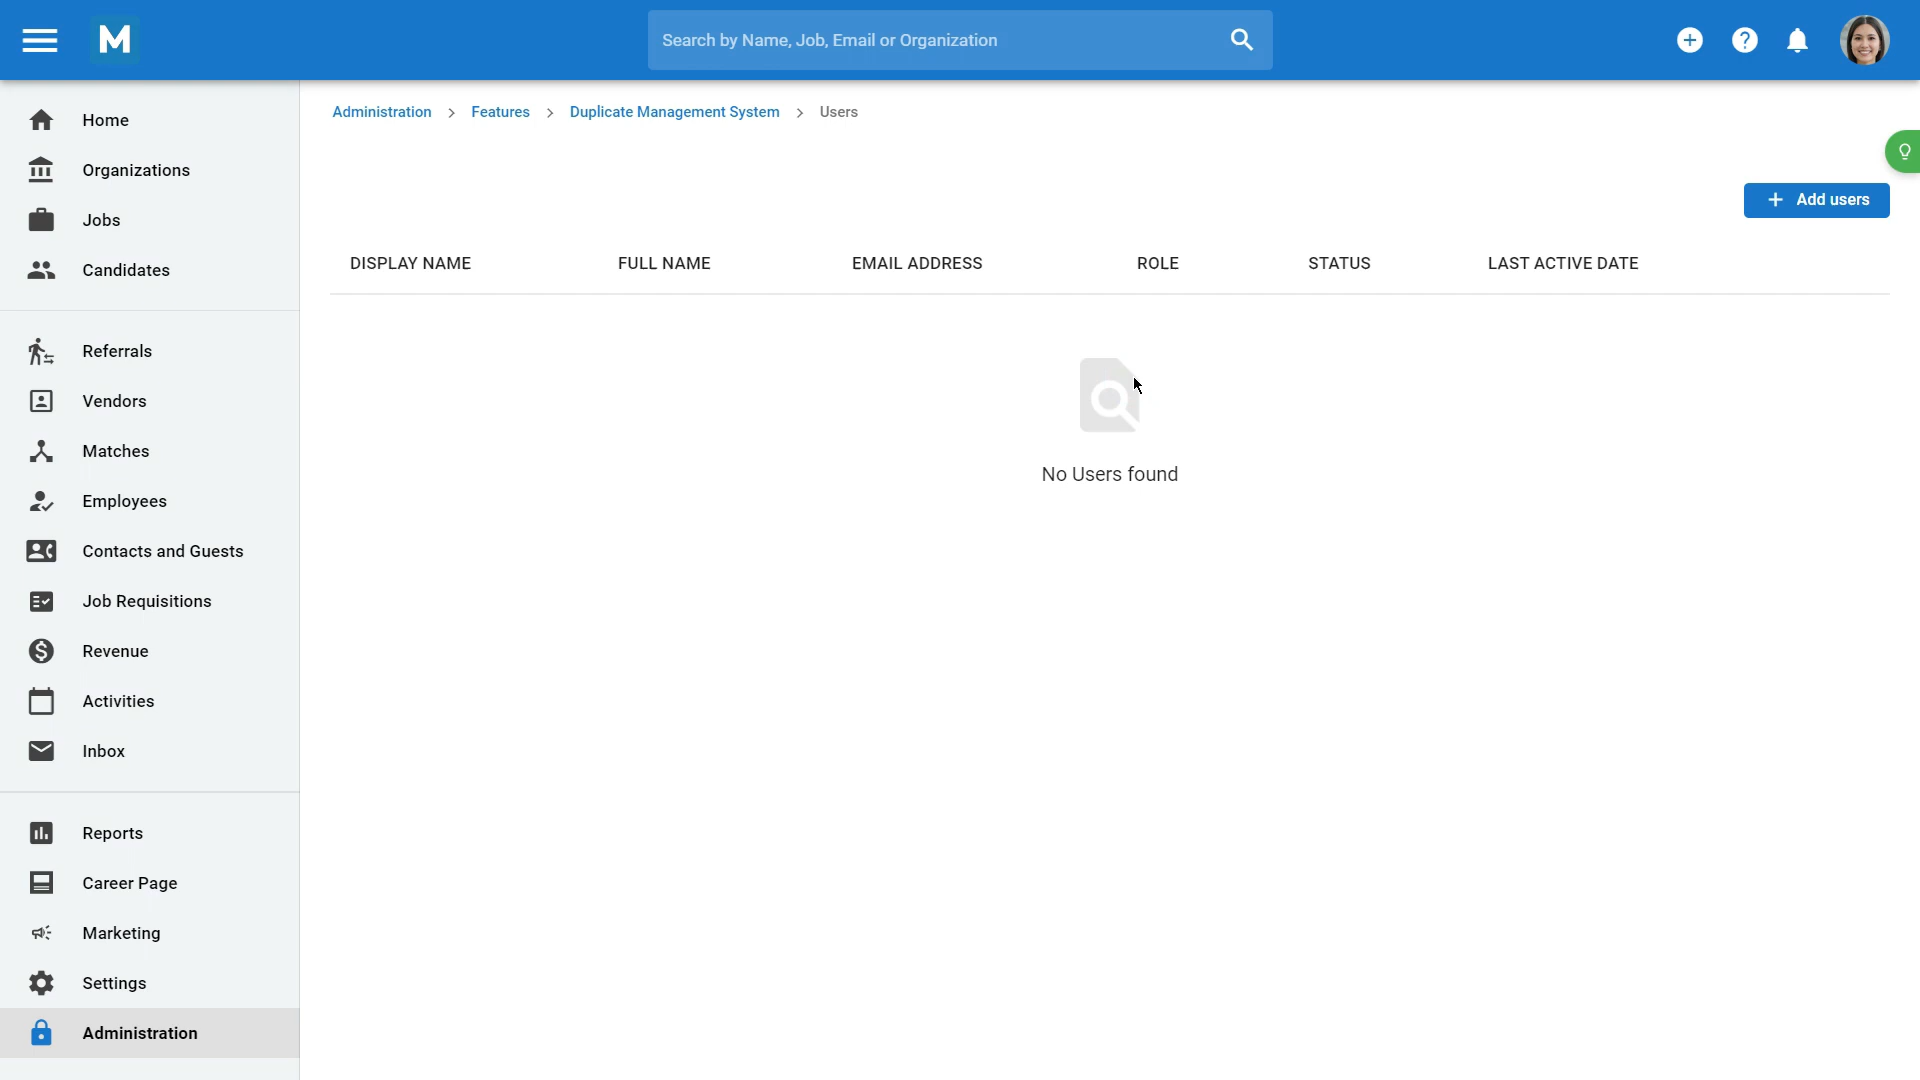 M
Search by Name, Job, Email or Organization
Home
Organizations
Jobs
Candidates
Referrals
Vendors
Matches
Employees
Contacts and Guests
Job Requisitions
Revenue
Activities
Inbox
Reports
Career Page
Marketing
Settings
Administration
Administration > Features > Duplicate Management System > Users
+ Add users
DISPLAY NAME FULL NAME EMAIL ADDRESS ROLE STATUS LAST ACTIVE DATE
No Users found